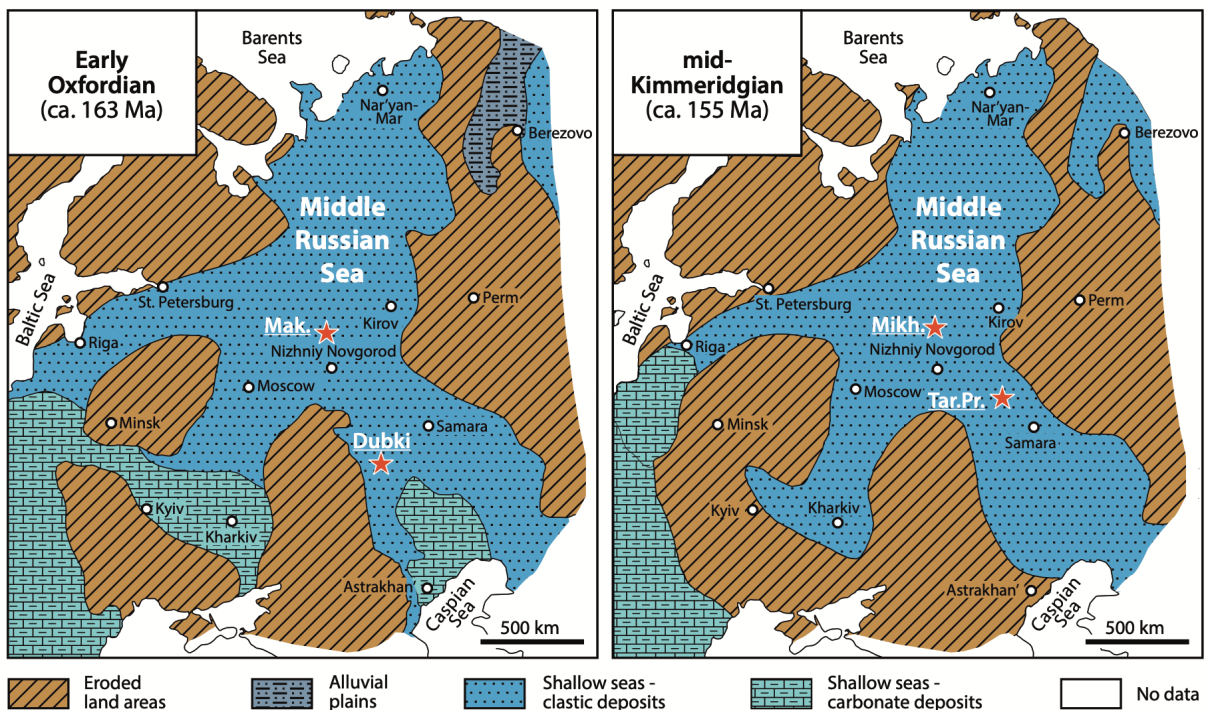 Early
Oxfordian
(ca. 163 Ma)
Barents
Sea
Nar'yan-
Mar
Berezovo
Middle
Russian
Sea
Baltic Sea
St. Petersburg
Perm
Mak.
Kirov
Riga
Nizhniy Novgorod
Moscow
Minsk
Samara
Dubki
Kyiv
Kharkiv
Astrakhan'
Caspian
Sea
500 km
mid-
Kimmeridgian
(ca. 155 Ma)
Barents
Sea
Nar'yan-
Mar
Berezovo
Middle
Russian
Sea
Baltic Sea
St. Petersburg
Perm
Mikh.
Kirov
Riga
Nizhniy Novgorod
Moscow
Tar.Pr.
Minsk
Samara
Kyiv
Kharkiv
Astrakhan'
Caspian
Sea
500 km
Eroded
land areas
Alluvial
plains
Shallow seas -
clastic deposits
Shallow seas -
carbonate deposits
No data